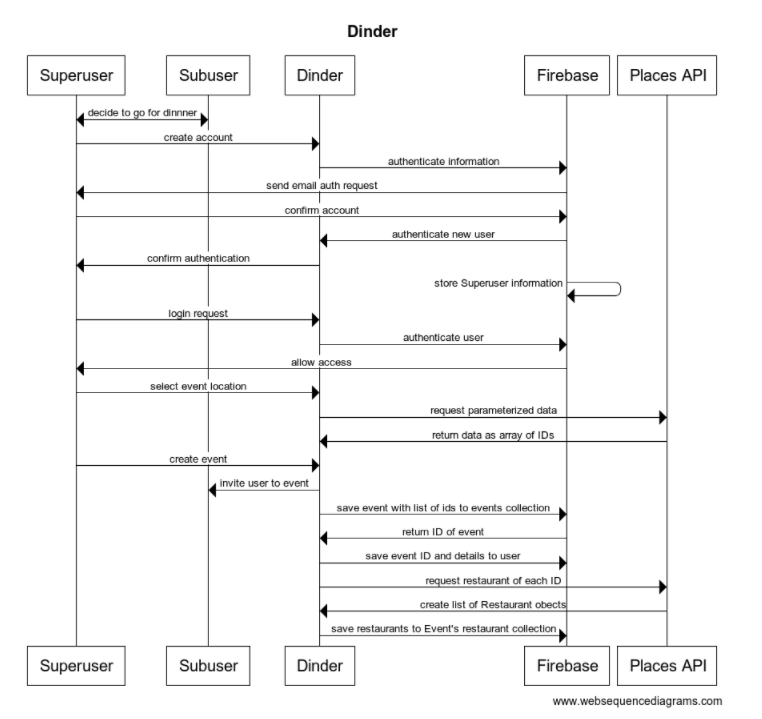 Dinder
Superuser Subuser Dinder Firebase Places API
decide to go for dinnner
create account
authenticate information
send email auth request
confirm account
authenticate new user
confirm authentication
store Superuser information
login request
authenticate user
allow access
select event location
request parameterized data
return data as array of IDs
create event
invite user to event
save event with list of ids to events collection
return ID of event
save event ID and details to user
request restaurant of each ID
create list of Restaurant obects
save restaurants to Event's restaurant collection
Superuser Subuser Dinder Firebase Places API
www.websequencediagrams.com